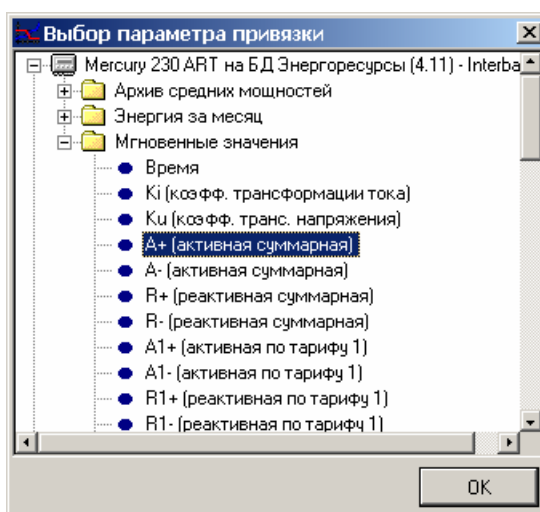 Выбор параметра привязки
Mercury 230 ART на БД Энергоресурсы (4.11) - Interba
Архив средних мощностей
Энергия за месяц
Мгновенные значения
Время
Ki (коэфф. трансформации тока)
Ku (коэфф. транс. напряжения)
A+ (активная суммарная)
A- (активная суммарная)
R+ (реактивная суммарная)
R- (реактивная суммарная)
A1+ (активная по тарифу 1)
A1- (активная по тарифу 1)
R1+ (реактивная по тарифу 1)
R1- (реактивная по тарифу 1)
OK